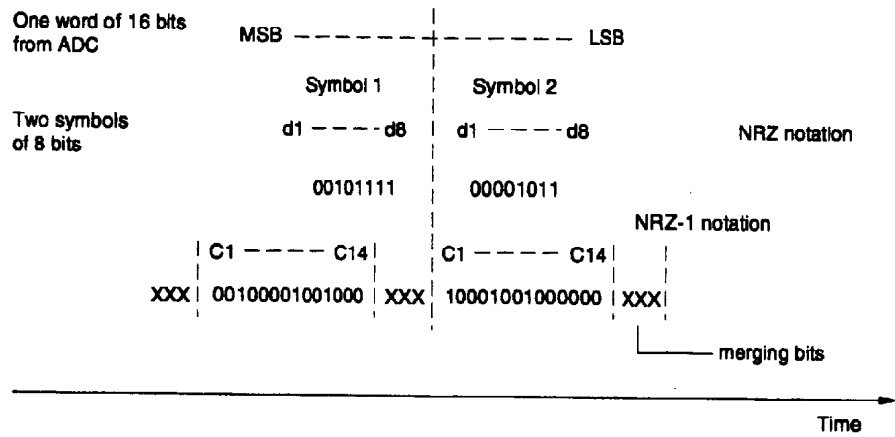 One word of 16 bits
from ADC
MSB LSB
Symbol 1 Symbol 2
Two symbols
of 8 bits
d1 d8 d1 d8 NRZ notation
00101111 00001011
NRZ-1 notation
C1 C14 C1 C14
XXX 00100001001000 XXX 10001001000000 XXX
merging bits
Time